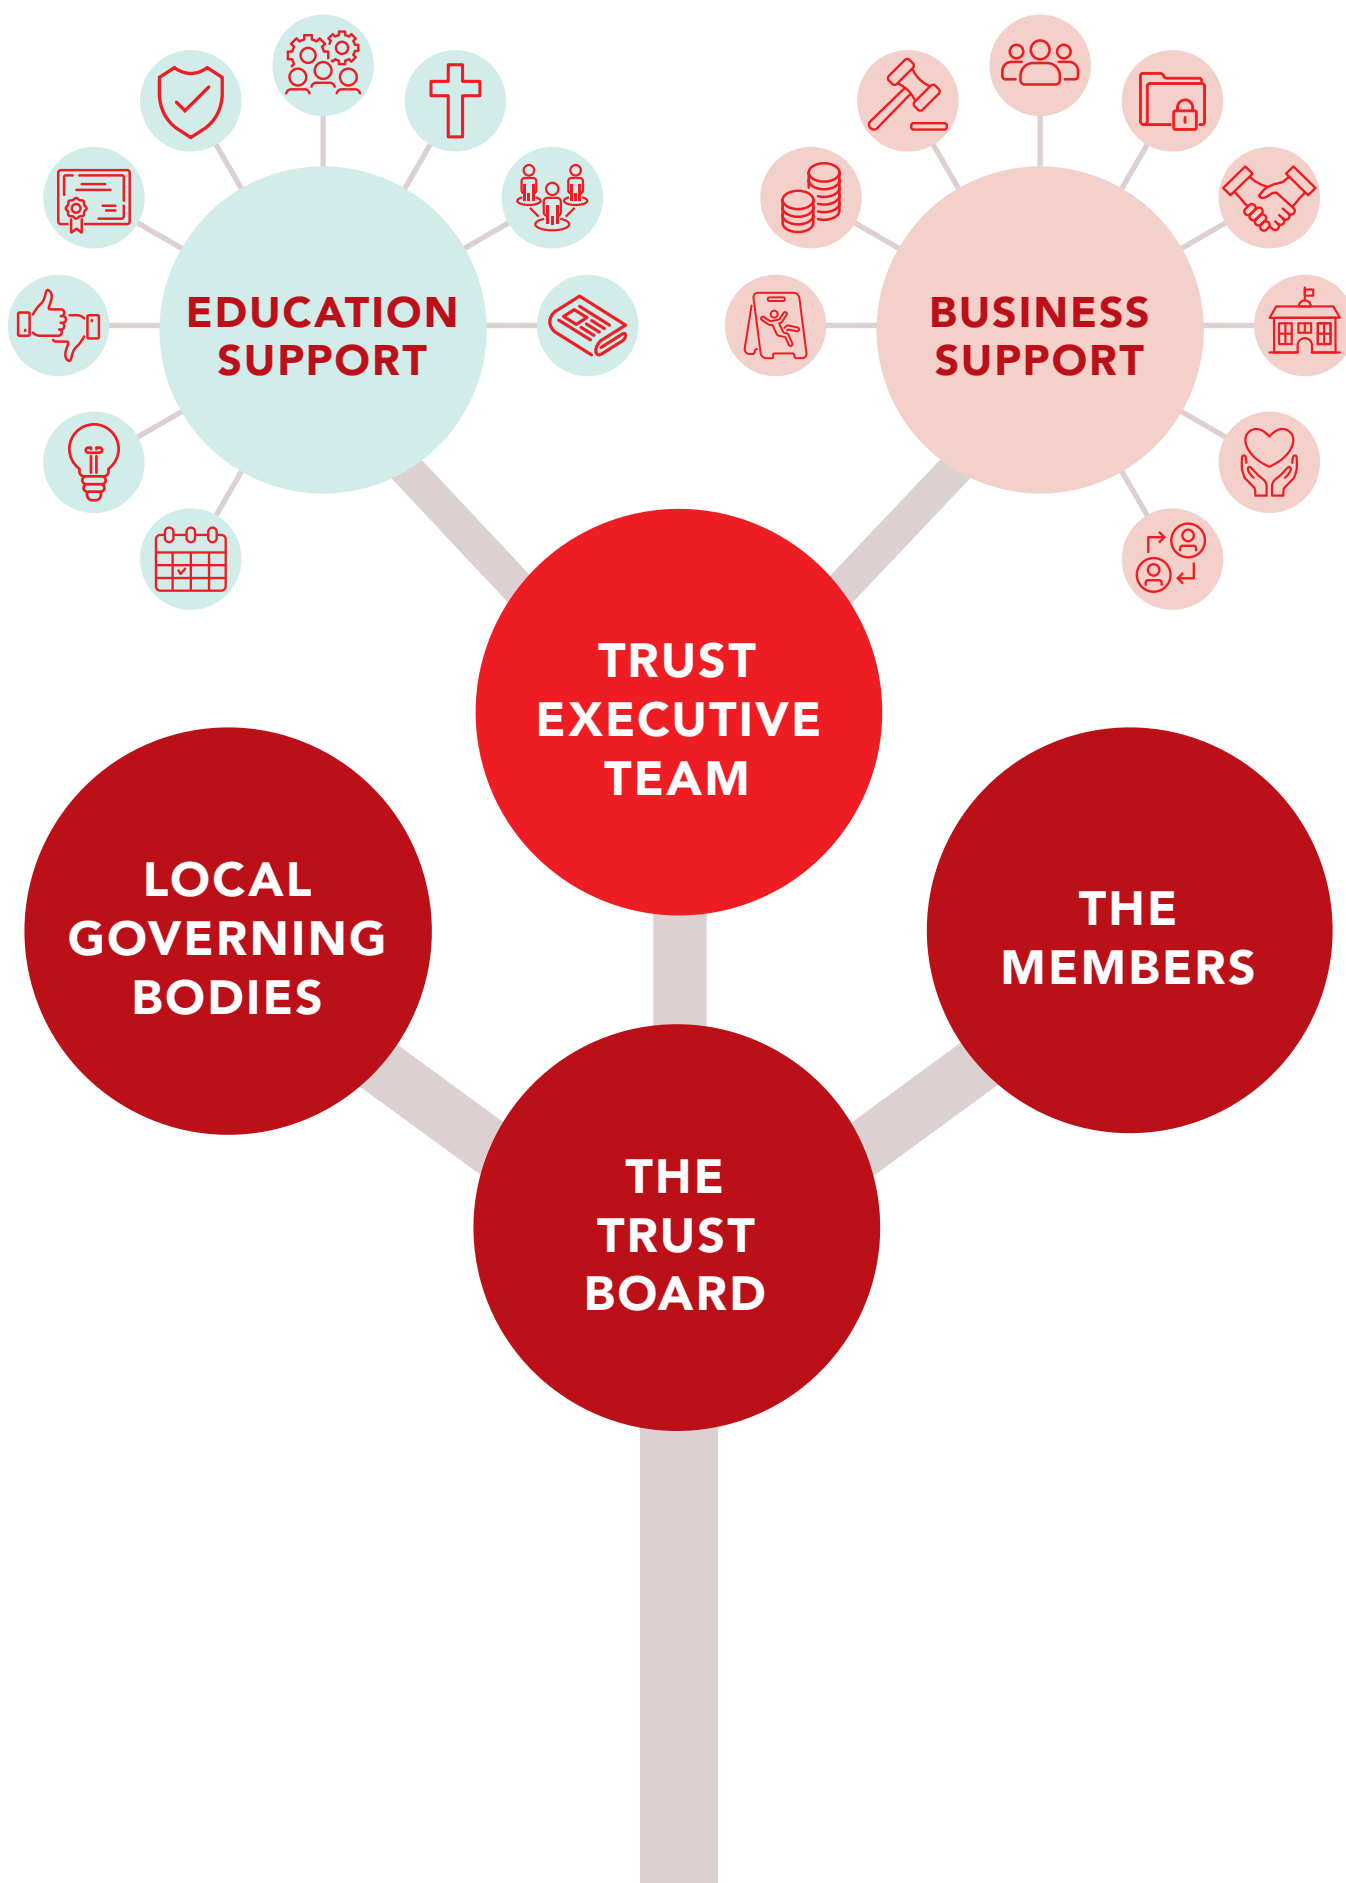 EDUCATION
SUPPORT
BUSINESS
SUPPORT
TRUST
EXECUTIVE
TEAM
LOCAL
GOVERNING
BODIES
THE
MEMBERS
THE
TRUST
BOARD